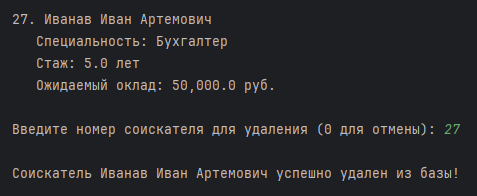 27. Иванав Иван Артемович
Специальность: Бухгалтер
Стаж: 5.0 лет
Ожидаемый оклад: 50,000.0 руб.
Введите номер соискателя для удаления (0 для отмены): 27
Соискатель Иванав Иван Артемович успешно удален из базы!